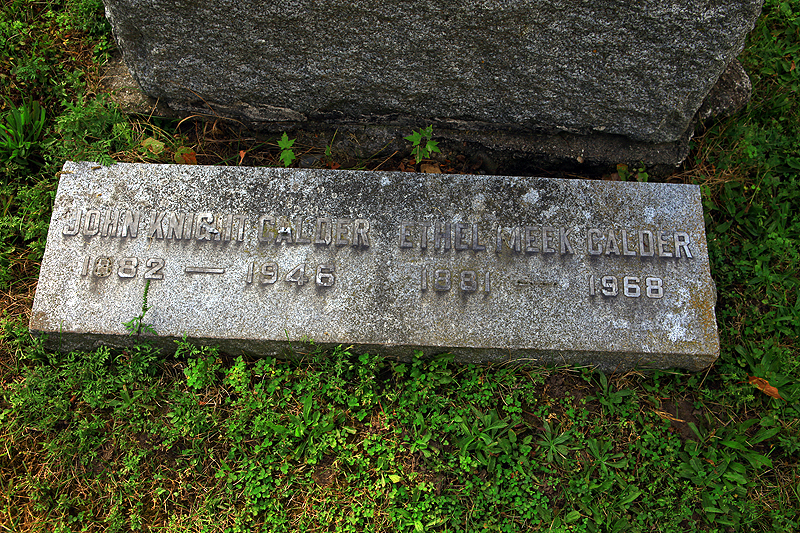 JOHN KNIGHT CALDER ETHEL MEEK CALDER
1882 — 1946 1881 — 1968